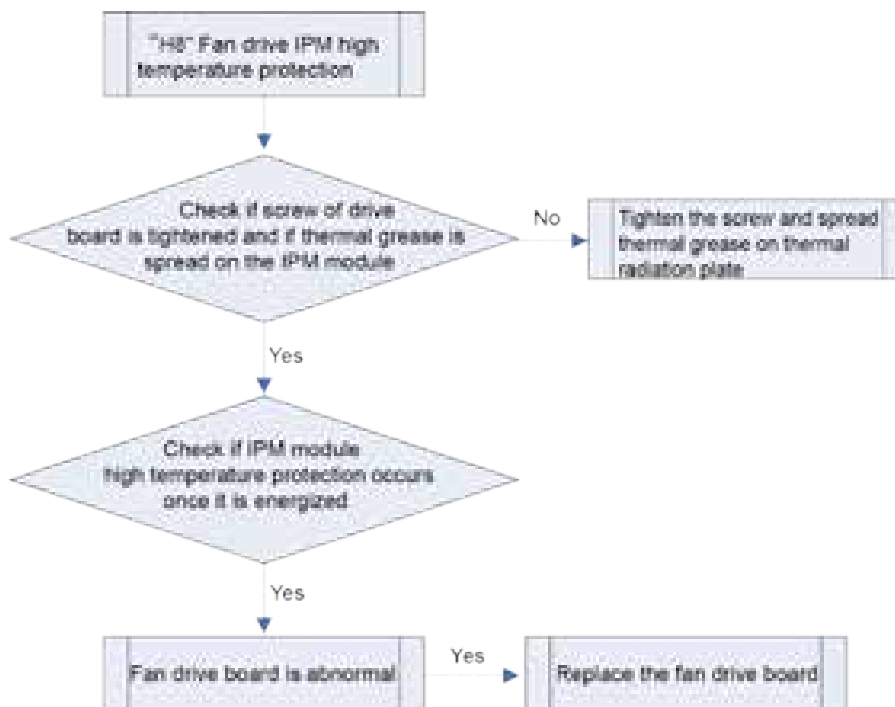 "H8" Fan drive IPM high
temperature protection
Check if screw of drive
board is tightened and if thermal grease is
spread on the IPM module
No
Tighten the screw and spread
thermal grease on thermal
radiation plate
Yes
Check if IPM module
high temperature protection occurs
once it is energized
Yes
Fan drive board is abnormal
Yes
Replace the fan drive board